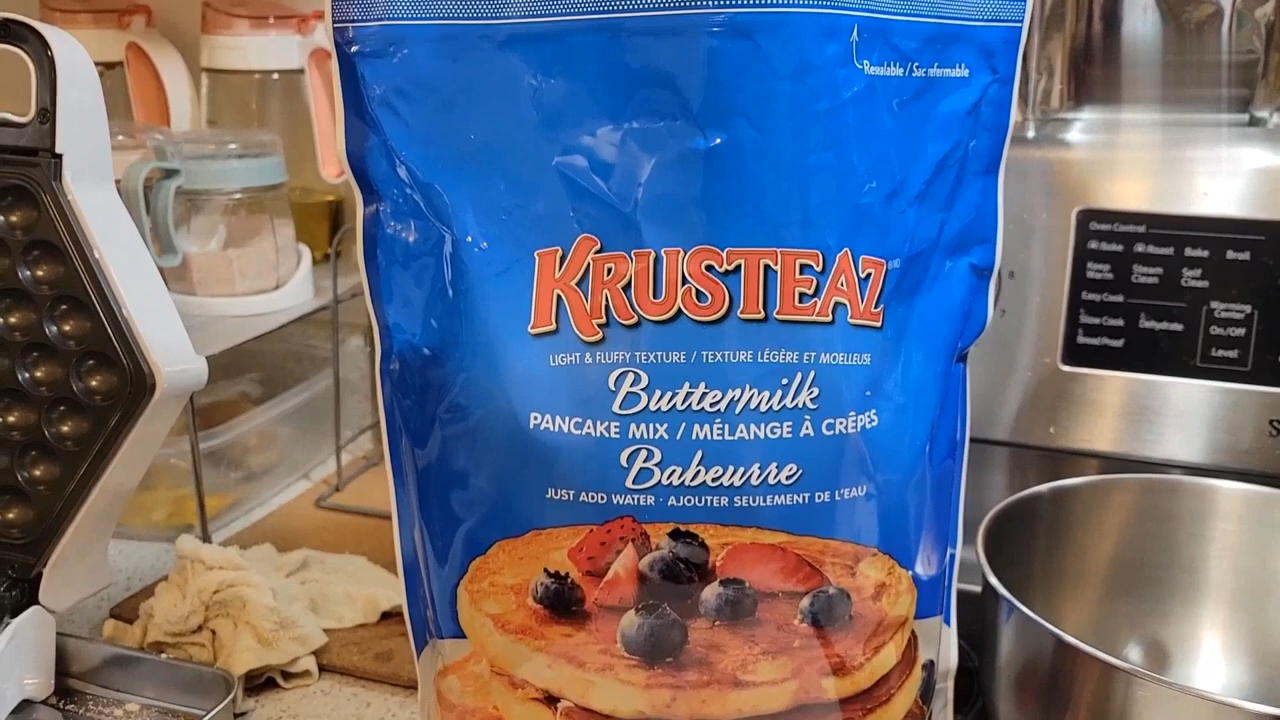 Resealable / Sac refermable
KRUSTEAZ
LIGHT & FLUFFY TEXTURE / TEXTURE LÉGÈRE ET MOELLEUSE
Buttermilk
PANCAKE MIX / MÉLANGE À CRÊPES
Babeurre
JUST ADD WATER · AJOUTER SEULEMENT DE L'EAU
Oven Control
Bake Roast Bake Broil
Keep Warm
Steam Clean
Self Clean
Easy Cook
Slow Cook
Dehydrate
Bread Proof
Warming Center
On/Off
Level